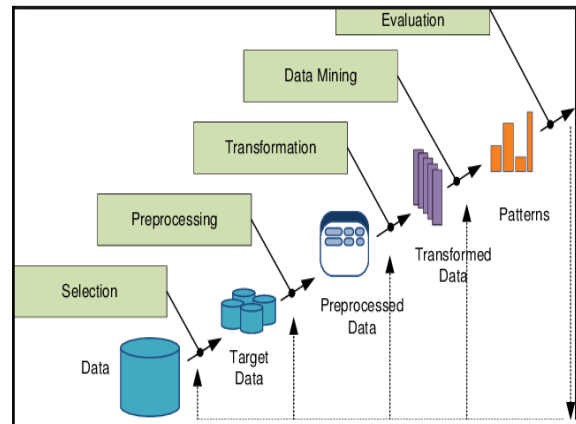 Evaluation
Data Mining
Transformation
Preprocessing
Selection
Data
Target
Data
Preprocessed
Data
Transformed
Data
Patterns